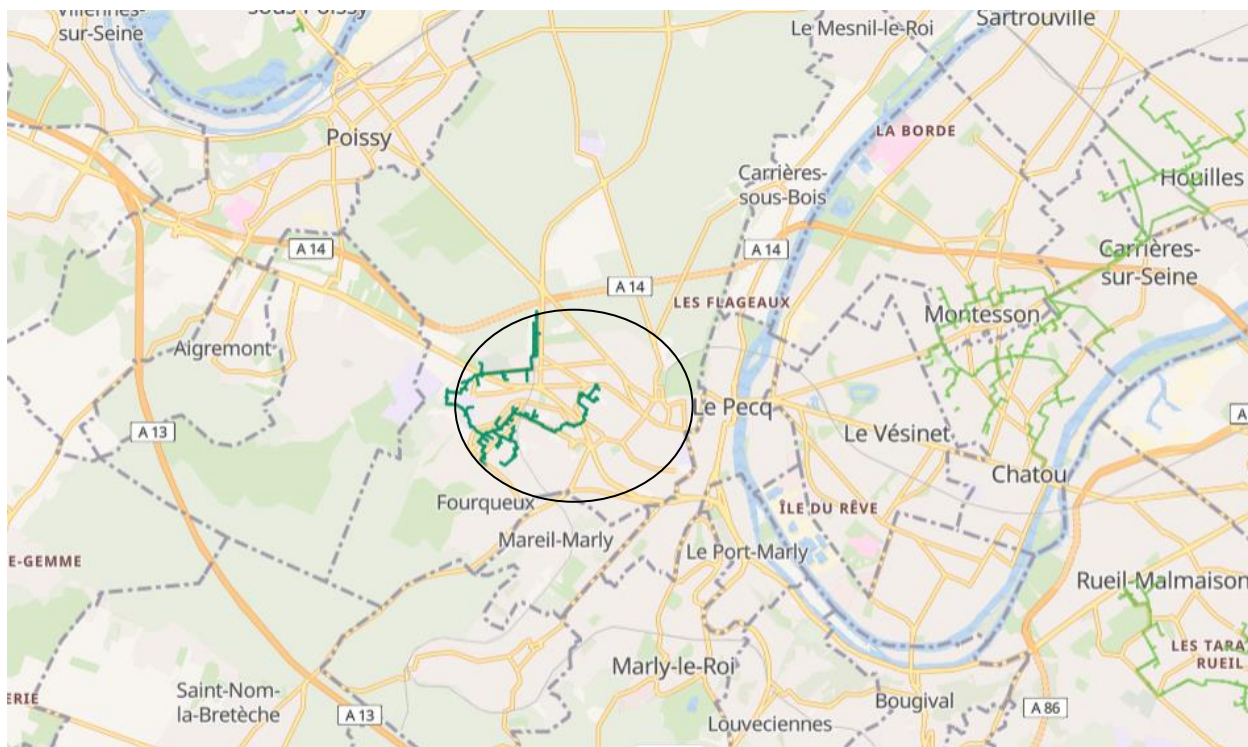 sous-Poissy
sur-Seine
Sartrouville
Le Mesnil-le-Roi
Poissy
LA BORDE
Carrières-
sous-Bois
Houilles
A 14
A 14
Carrières-
sur-Seine
A 14
LES FLAGEAUX
Montesson
Aigremont
Le Pecq
A
A 13
Le Vésinet
Chatou
Fourqueux
ÎLE DU RÊVE
Mareil-Marly
Le Port-Marly
E-GEMME
Rueil-Malmaison
LES TARA
RUEIL
Marly-le-Roi
Saint-Nom-
la-Bretèche
ERIE
A 13
Bougival
A 86
Louveciennes